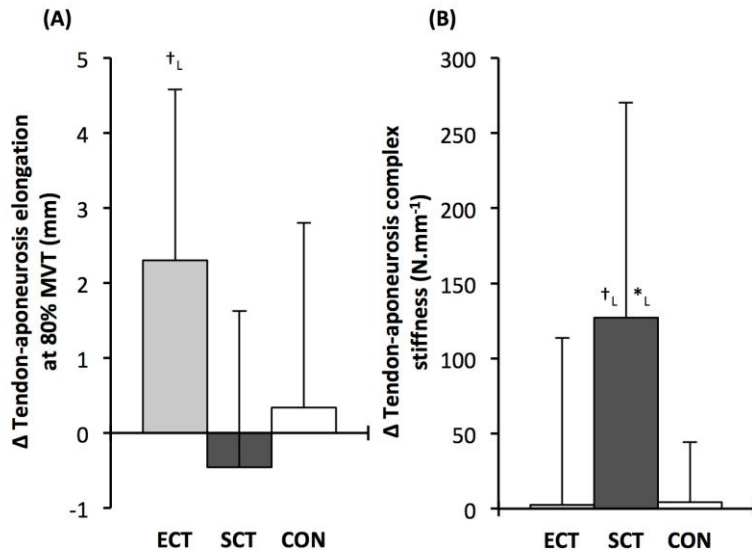 (A)
Δ Tendon-aponeurosis elongation
at 80% MVT (mm)
5
4
3
2
1
0
-1
†L
ECT SCT CON
(B)
Δ Tendon-aponeurosis complex
stiffness (N.mm⁻¹)
300
250
200
150
100
50
0
†L *L
ECT SCT CON